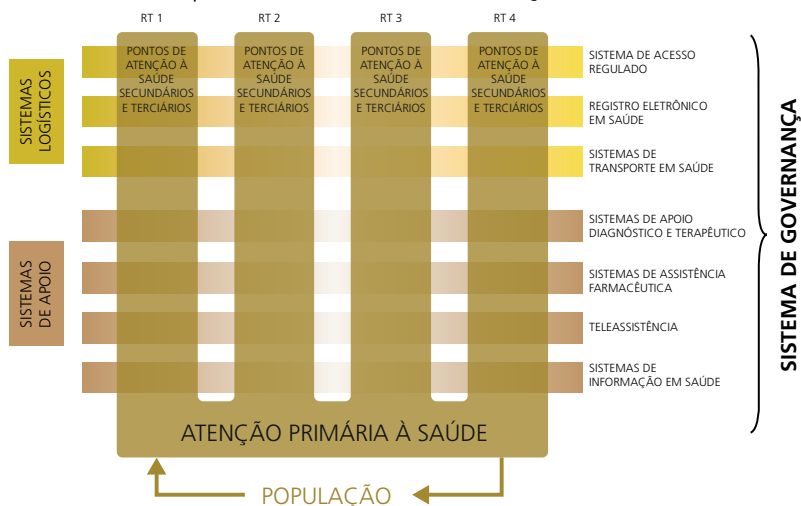 RT 1
RT 2
RT 3
RT 4
PONTOS DE
ATENÇÃO À
SAÚDE
SECUNDÁRIOS
E TERCIÁRIOS
PONTOS DE
ATENÇÃO À
SAÚDE
SECUNDÁRIOS
E TERCIÁRIOS
PONTOS DE
ATENÇÃO À
SAÚDE
SECUNDÁRIOS
E TERCIÁRIOS
PONTOS DE
ATENÇÃO À
SAÚDE
SECUNDÁRIOS
E TERCIÁRIOS
SISTEMAS
LOGÍSTICOS
SISTEMA DE ACESSO
REGULADO
REGISTRO ELETRÔNICO
EM SAÚDE
SISTEMAS DE
TRANSPORTE EM SAÚDE
SISTEMAS
DE APOIO
SISTEMAS DE APOIO
DIAGNÓSTICO E TERAPÊUTICO
SISTEMAS DE ASSISTÊNCIA
FARMACÊUTICA
TELEASSISTÊNCIA
SISTEMAS DE
INFORMAÇÃO EM SAÚDE
SISTEMA DE GOVERNANÇA
ATENÇÃO PRIMÁRIA À SAÚDE
POPULAÇÃO